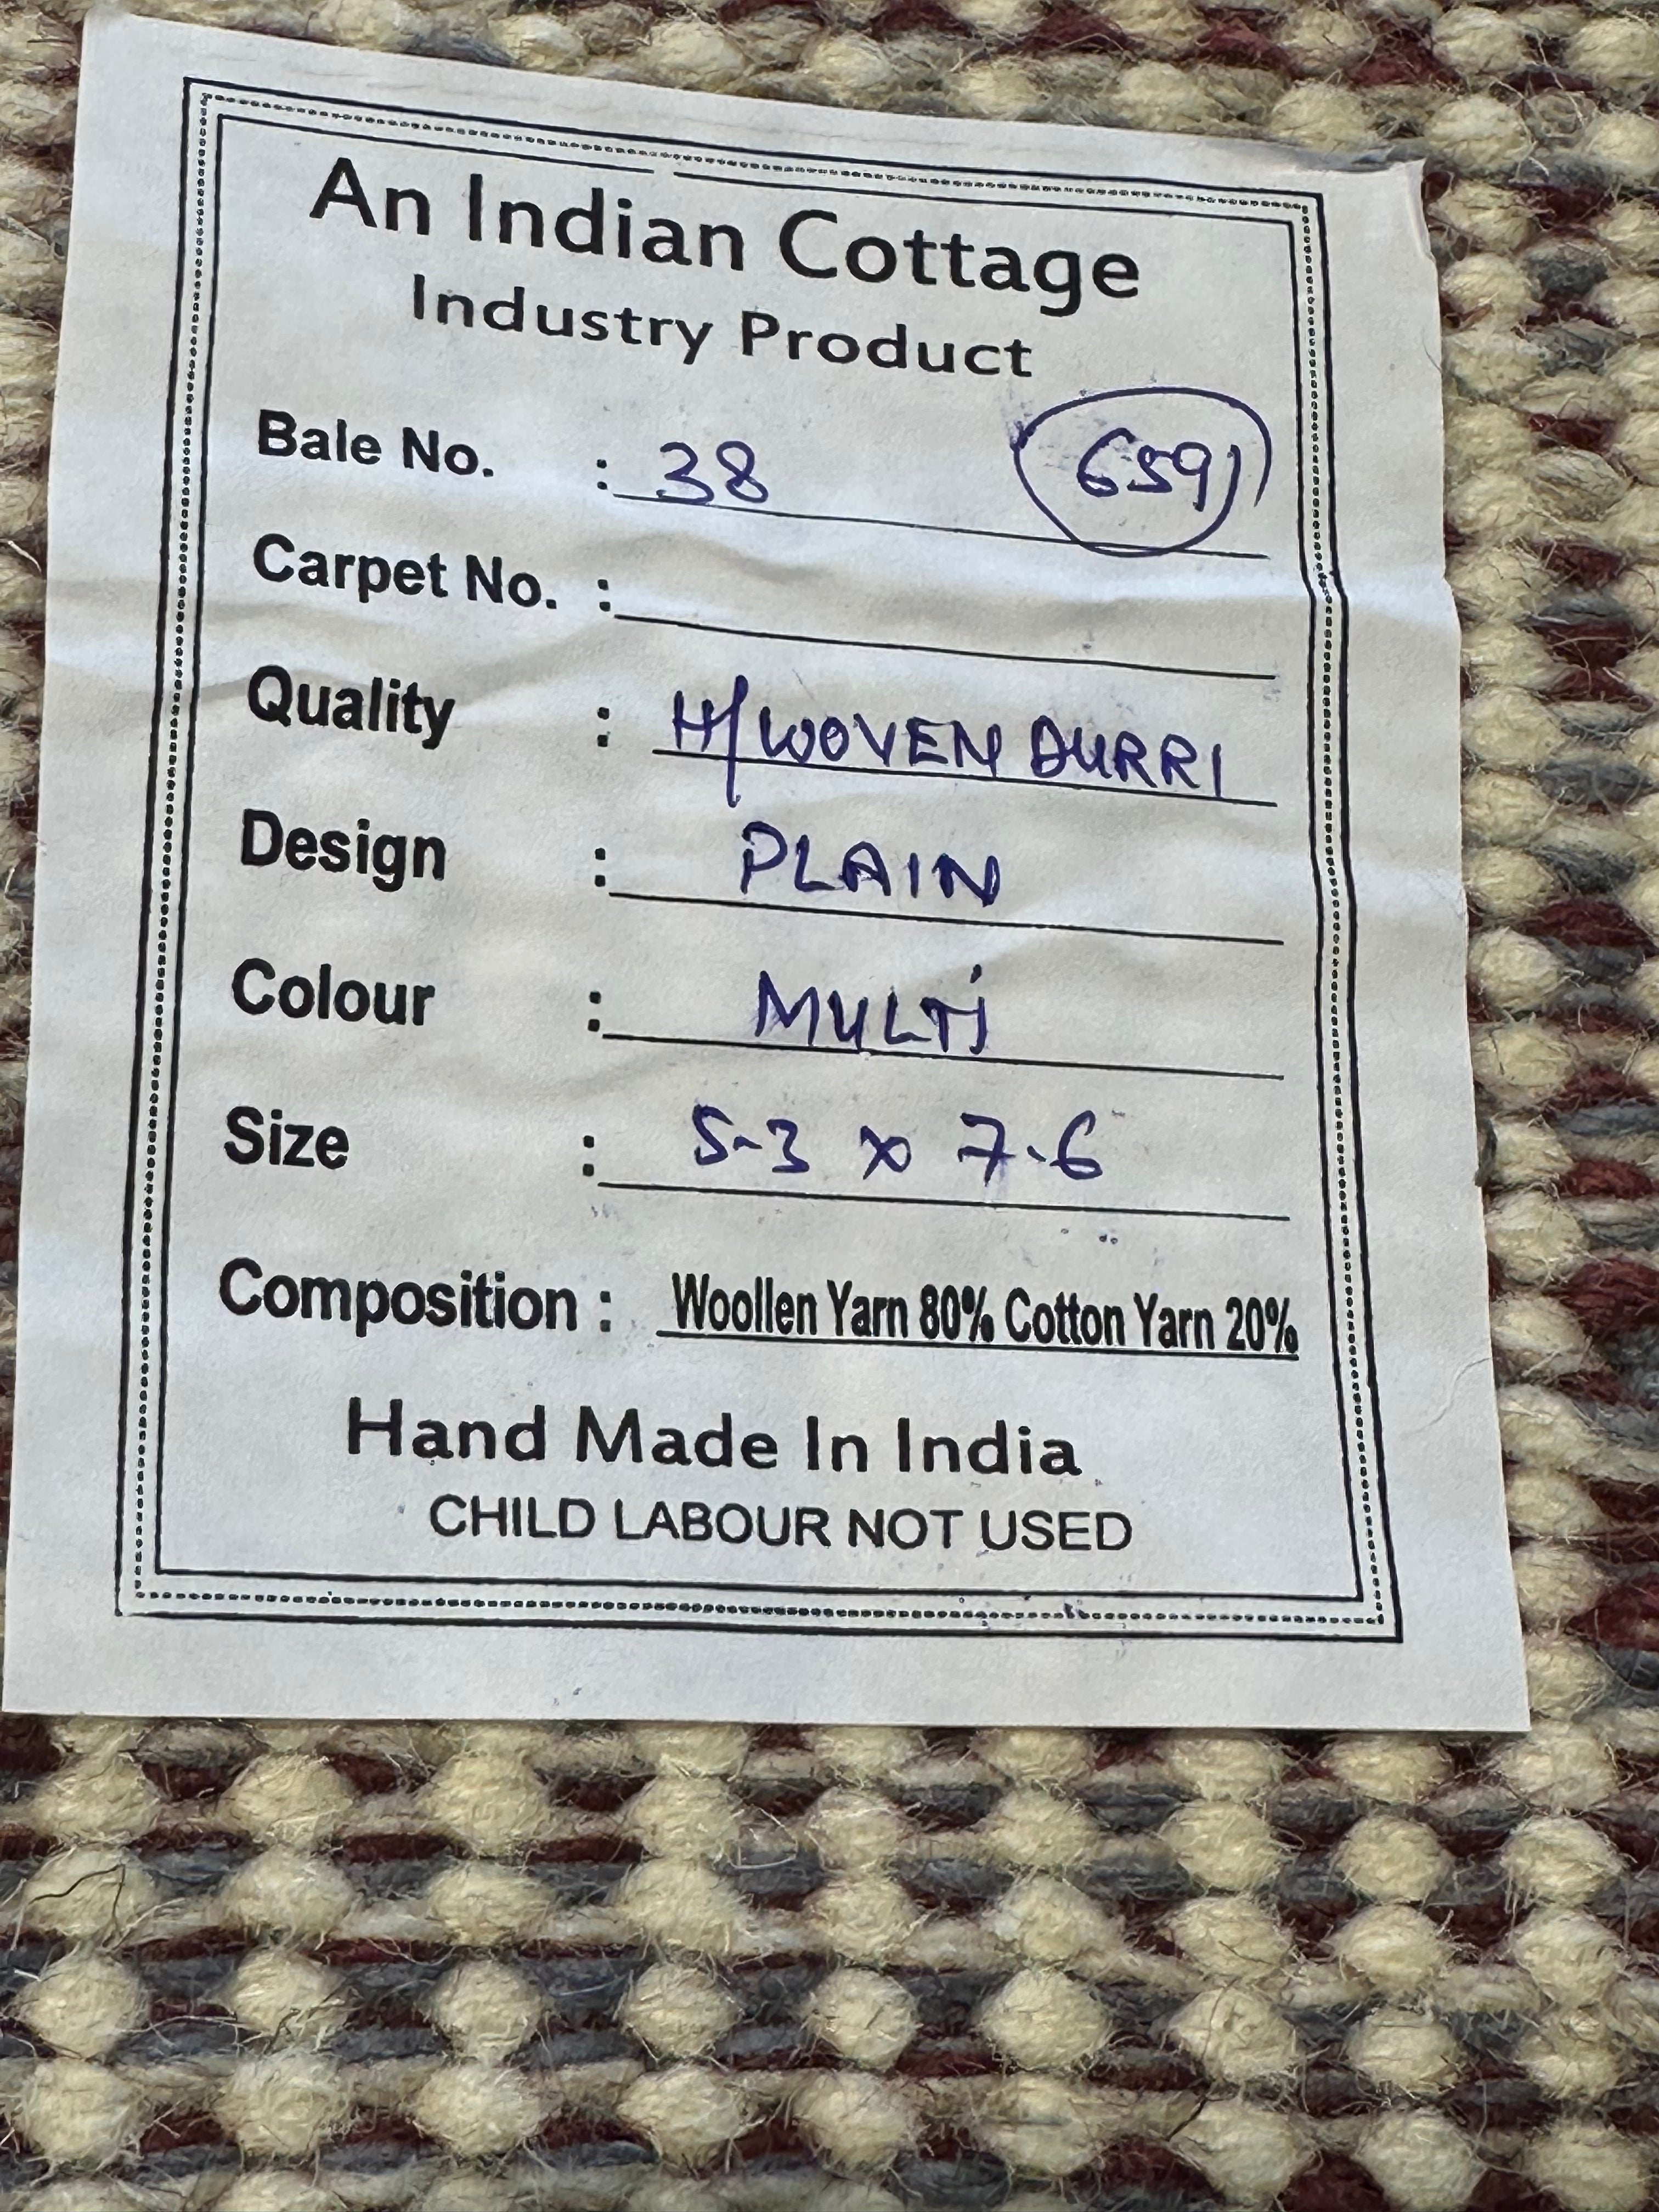 An Indian Cottage
Industry Product
Bale No. : 38 6591
Carpet No. :
Quality : H/WOVEN DURRI
Design : PLAIN
Colour : MULTi
Size : 5-3 x 7.6
Composition : Woollen Yarn 80% Cotton Yarn 20%
Hand Made In India
CHILD LABOUR NOT USED